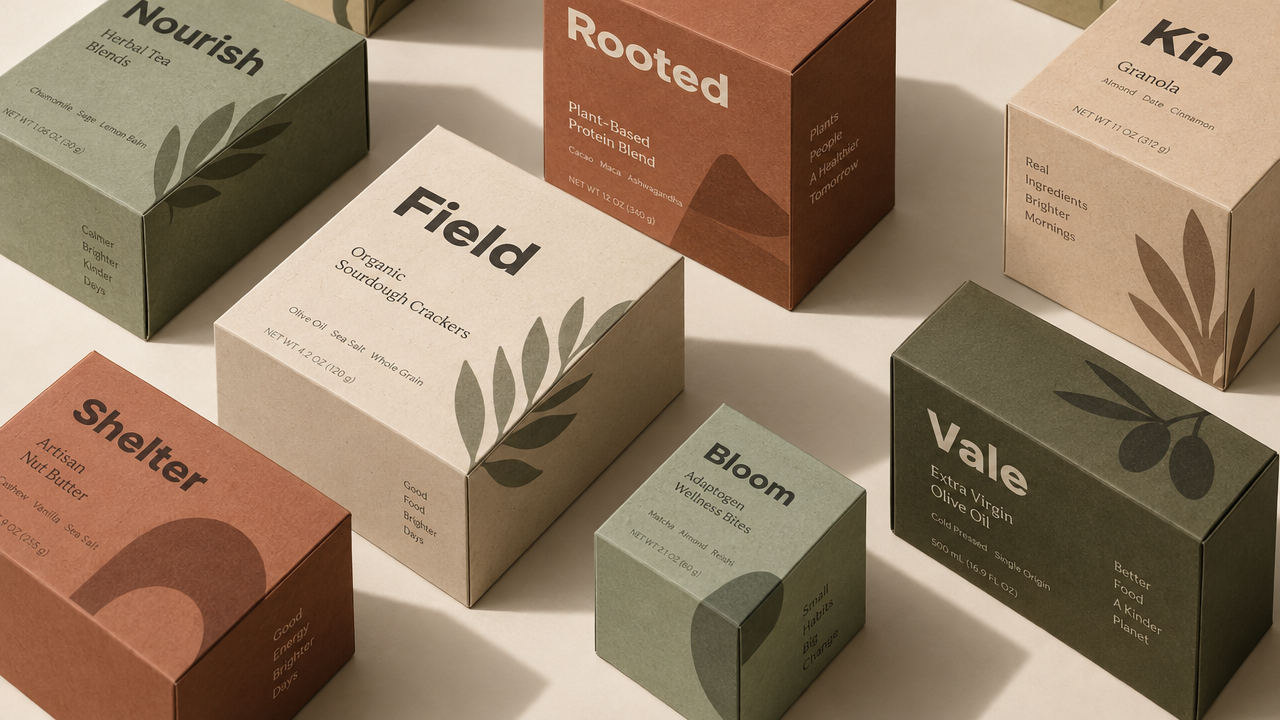 Nourish
Herbal Tea
Blends
Chamomile Sage Lemon Balm
NET WT 1.06 OZ (30g)
Calmer
Brighter
Kinder
Days
Rooted
Plant-Based
Protein Blend
Cacao Maca Ashwagandha
NET WT 12 OZ (340 g)
Plants
People
A Healthier
Tomorrow
Kin
Granola
Almond Date Cinnamon
NET WT 11 OZ (312 g)
Real
Ingredients
Brighter
Mornings
Field
Organic
Sourdough Crackers
Olive Oil Sea Salt Whole Grain
NET WT 4.2 OZ (120 g)
Good
Food
Brighter
Days
Shelter
Artisan
Nut Butter
Cashew Vanilla Sea Salt
9 OZ (255 g)
Good
Energy
Brighter
Days
Bloom
Adaptogen
Wellness Bites
Matcha Almond Reishi
NET WT 2.1 OZ (60 g)
Small
Habits
Big
Change
Vale
Extra Virgin
Olive Oil
Cold Pressed Single Origin
500 mL (16.9 FL OZ)
Better
Food
A Kinder
Planet